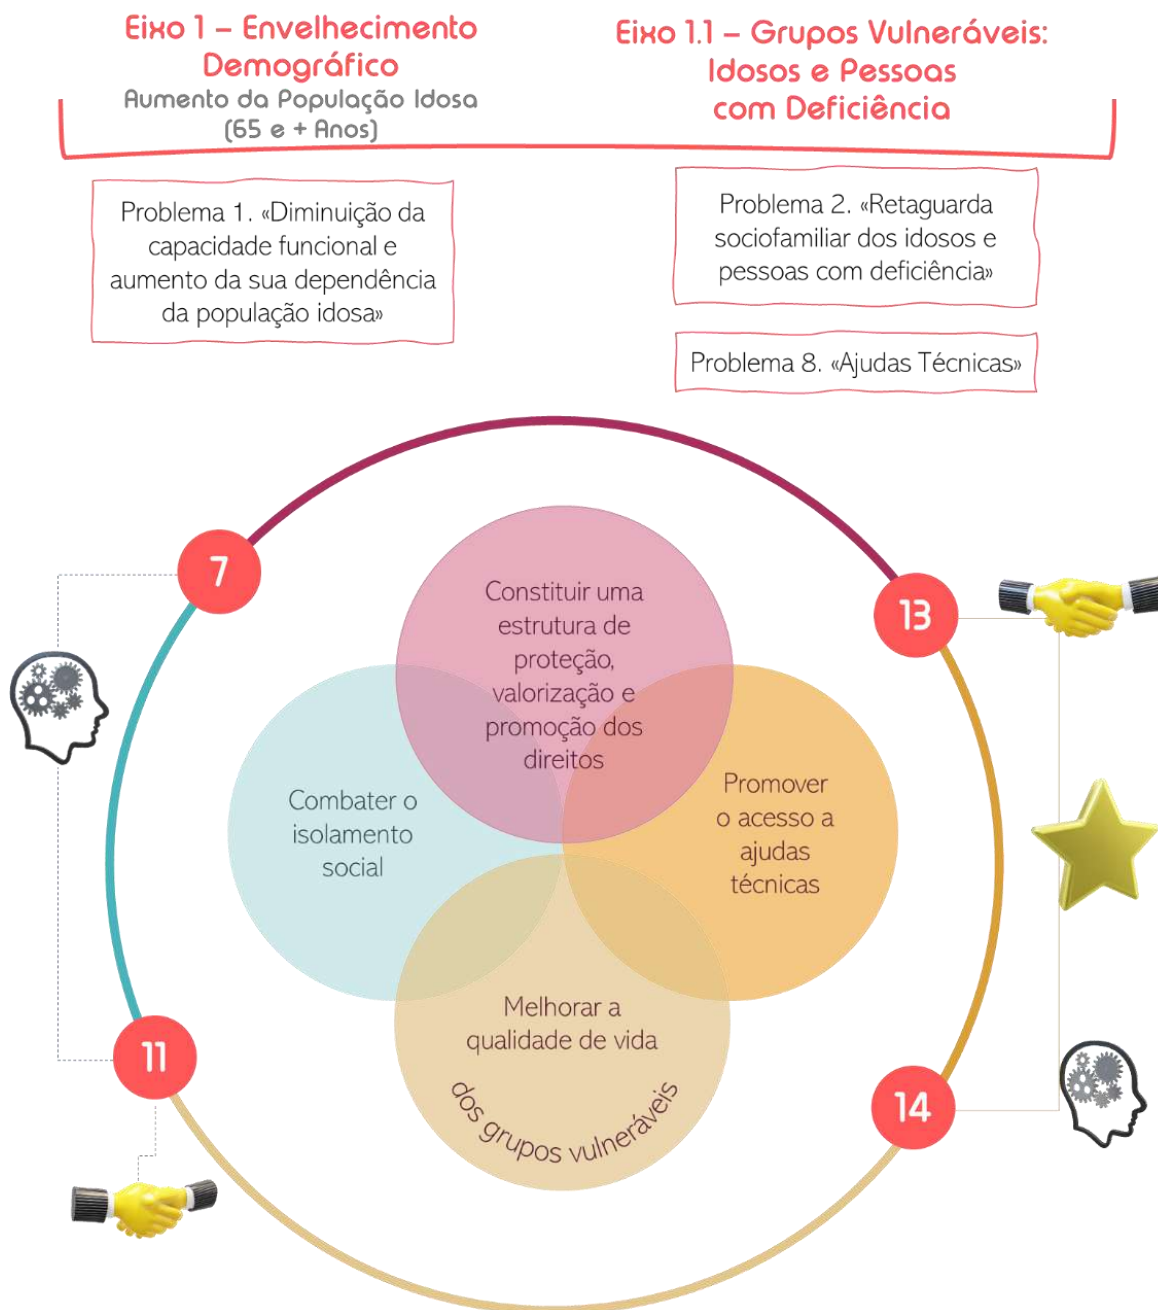 Eixo 1 – Envelhecimento
Demográfico
Aumento da População Idosa
(65 e + Anos)
Eixo 1.1 – Grupos Vulneráveis:
Idosos e Pessoas
com Deficiência
Problema 1. «Diminuição da
capacidade funcional e
aumento da sua dependência
da população idosa»
Problema 2. «Retaguarda
sociofamiliar dos idosos e
pessoas com deficiência»
Problema 8. «Ajudas Técnicas»
7
13
Constituir uma
estrutura de
proteção,
valorização e
promoção dos
direitos
Combater o
isolamento
social
Promover
o acesso a
ajudas
técnicas
Melhorar a
qualidade de vida
dos grupos vulneráveis
11
14